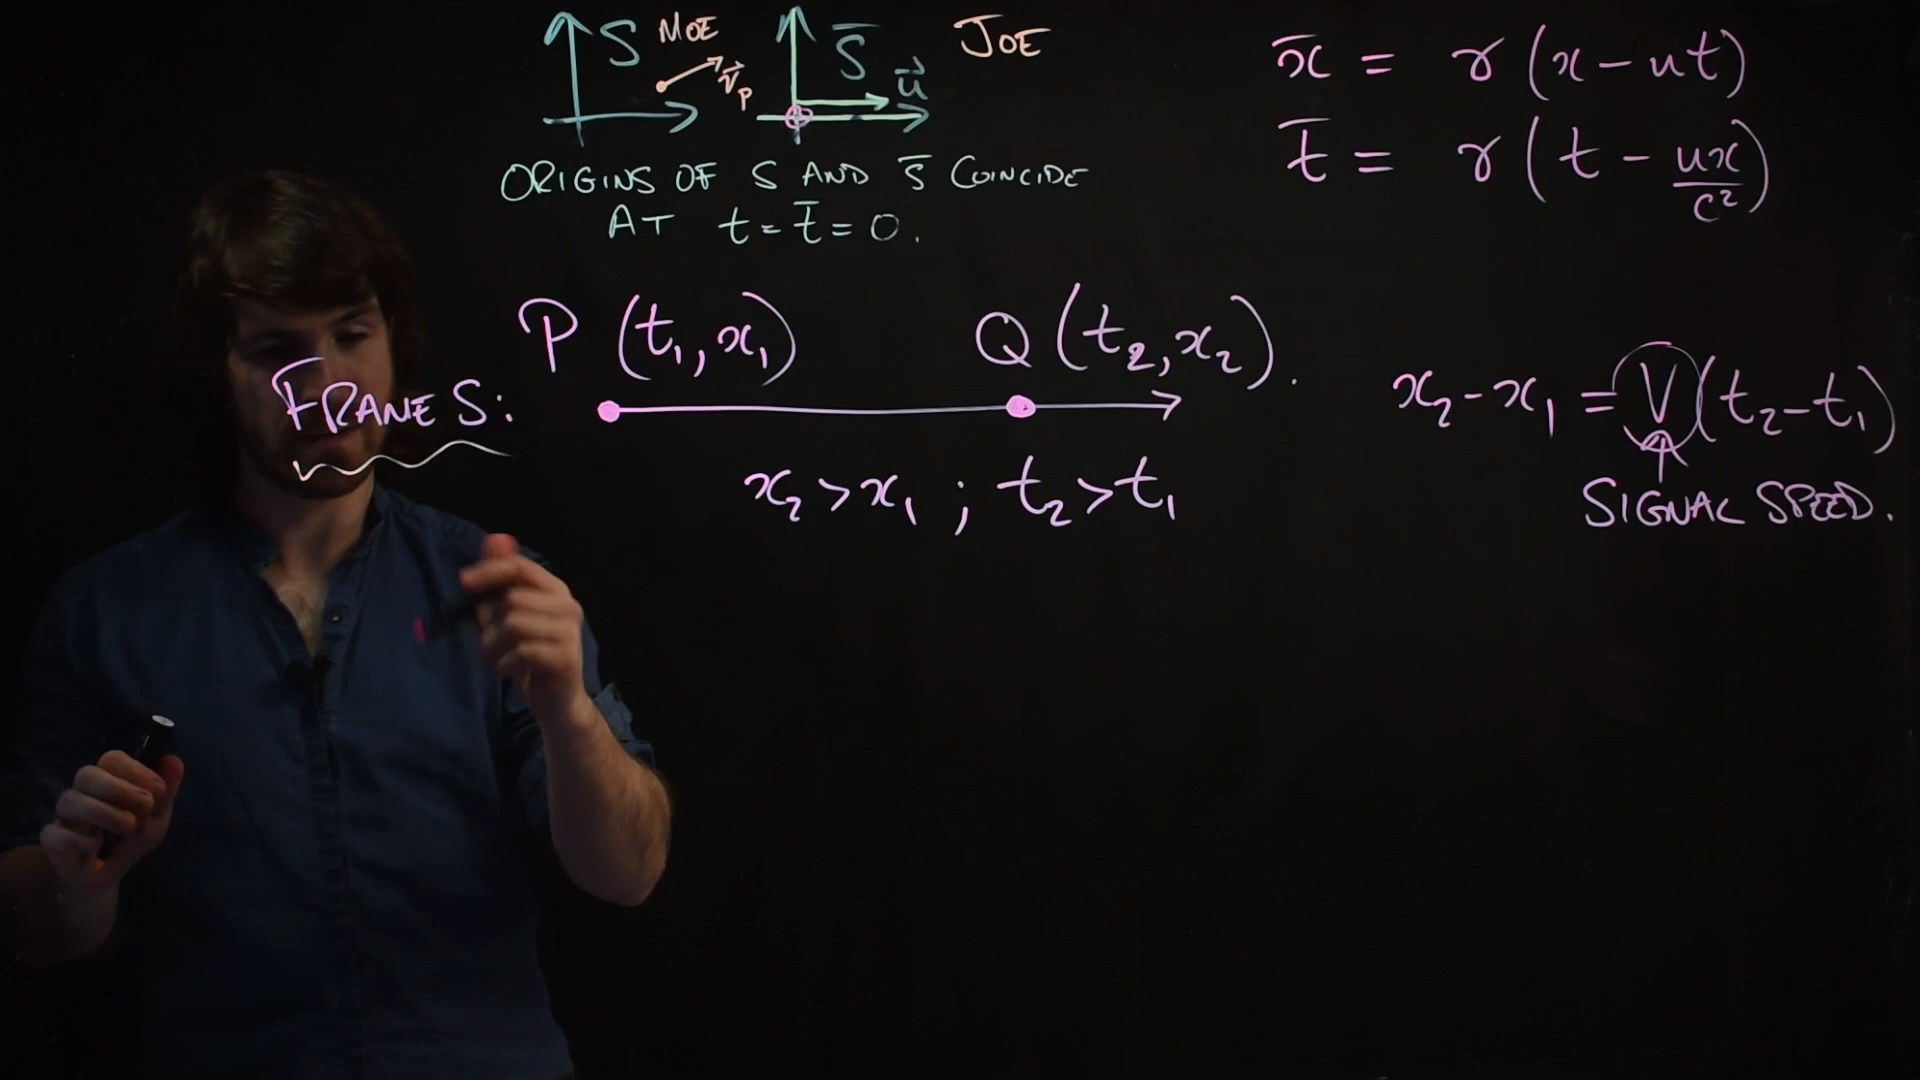 S MOE S̄ JOE
v⃗ₚ u⃗
ORIGINS OF S AND S̄ COINCIDE
AT t = t̄ = 0.
x̄ = γ(x - ut)
t̄ = γ(t - ux/c²)
P (t₁, x₁) Q (t₂, x₂).
FRAME S:
x₂ > x₁ ; t₂ > t₁
x₂ - x₁ = V(t₂ - t₁)
SIGNAL SPEED.